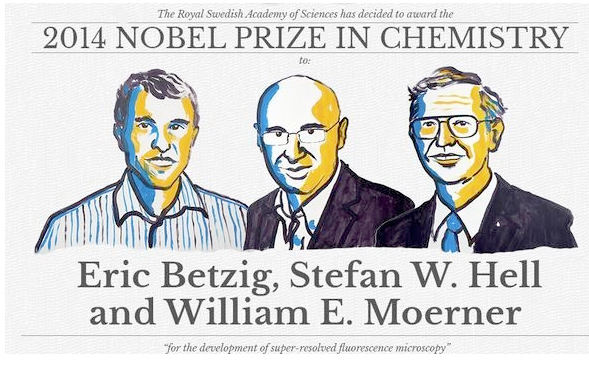 The Royal Swedish Academy of Sciences has decided to award the
2014 NOBEL PRIZE IN CHEMISTRY
to:
Eric Betzig, Stefan W. Hell
and William E. Moerner
"for the development of super-resolved fluorescence microscopy"